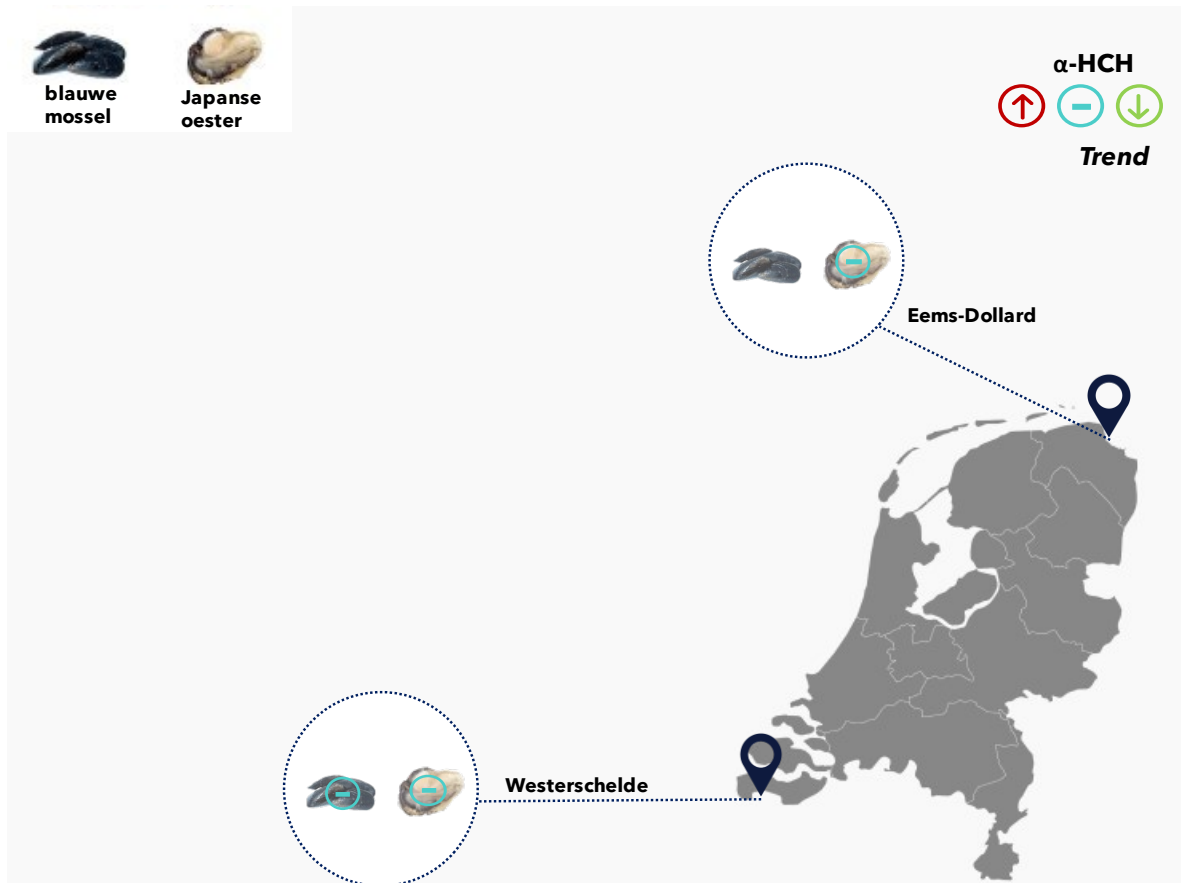 blauwe
mossel
Japanse
oester
α-HCH
Trend
Eems-Dollard
Westerschelde